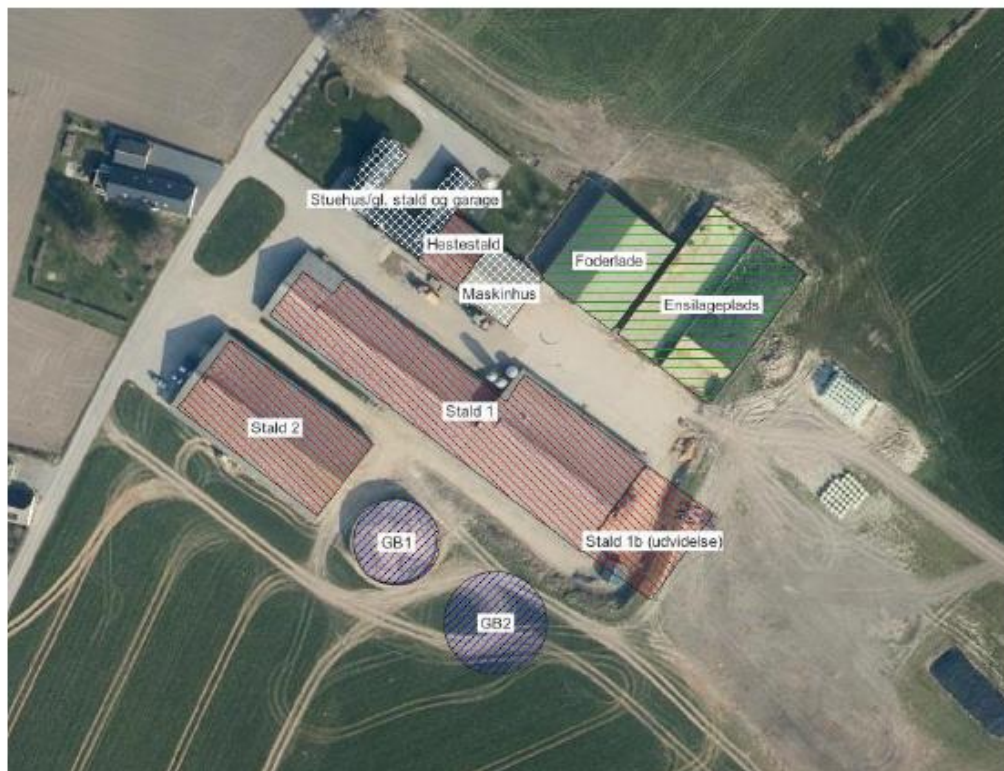 Stuehus/gl. stald og garage
Hestestald
Foderlade
Maskinhus
Ensilageplads
Stald 1
Stald 2
GB1
Stald 1b (udvidelse)
GB2